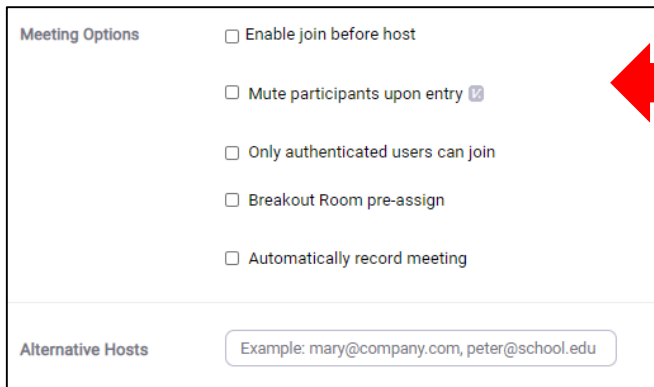 Meeting Options
Enable join before host
Mute participants upon entry
Only authenticated users can join
Breakout Room pre-assign
Automatically record meeting
Alternative Hosts
Example: mary@company.com, peter@school.edu